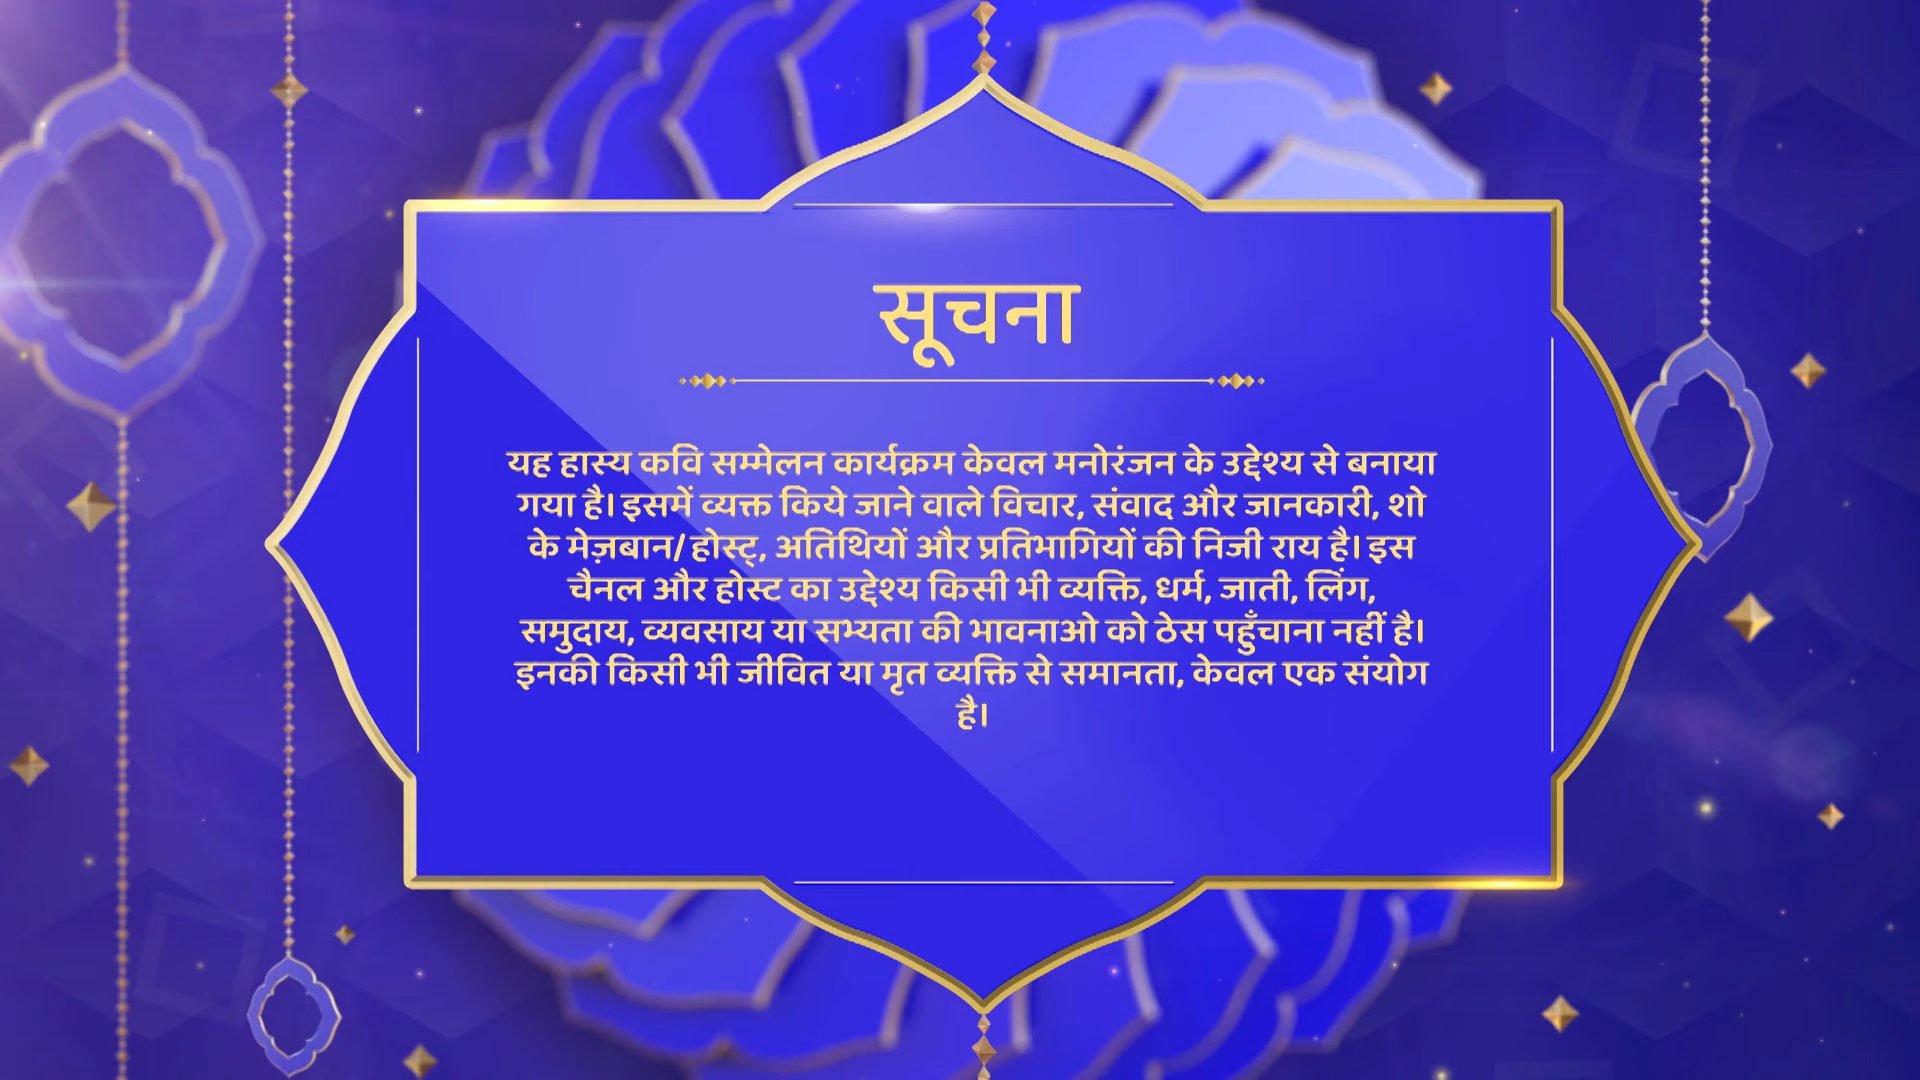 सूचना
यह हास्य कवि सम्मेलन कार्यक्रम केवल मनोरंजन के उद्देश्य से बनाया
गया है। इसमें व्यक्त किये जाने वाले विचार, संवाद और जानकारी, शो
के मेज़बान/होस्ट्, अतिथियों और प्रतिभागियों की निजी राय है। इस
चैनल और होस्ट का उद्देश्य किसी भी व्यक्ति, धर्म, जाती, लिंग,
समुदाय, व्यवसाय या सभ्यता की भावनाओ को ठेस पहुँचाना नहीं है।
इनकी किसी भी जीवित या मृत व्यक्ति से समानता, केवल एक संयोग
है।